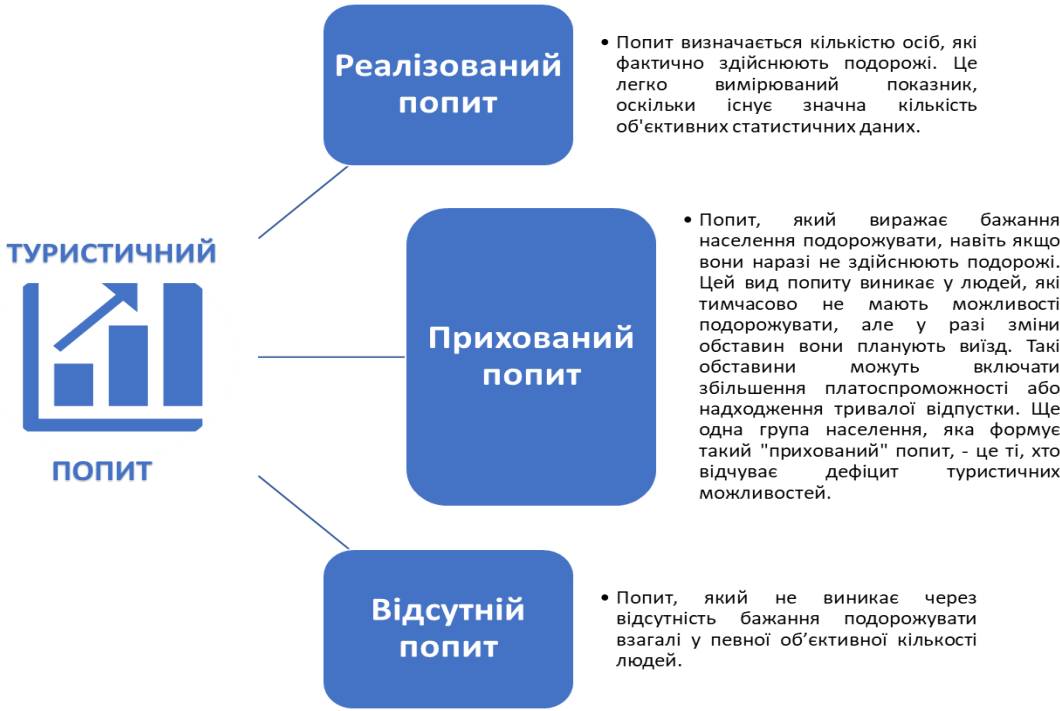 ТУРИСТИЧНИЙ
ПОПИТ
Реалізований
попит
• Попит визначається кількістю осіб, які
фактично здійснюють подорожі. Це
легко вимірюваний показник,
оскільки існує значна кількість
об'єктивних статистичних даних.
Прихований
попит
• Попит, який виражає бажання
населення подорожувати, навіть якщо
вони наразі не здійснюють подорожі.
Цей вид попиту виникає у людей, які
тимчасово не мають можливості
подорожувати, але у разі зміни
обставин вони планують виїзд. Такі
обставини можуть включати
збільшення платоспроможності або
надходження тривалої відпустки. Ще
одна група населення, яка формує
такий "прихований" попит, - це ті, хто
відчуває дефіцит туристичних
можливостей.
Відсутній
попит
• Попит, який не виникає через
відсутність бажання подорожувати
взагалі у певної об’єктивної кількості
людей.